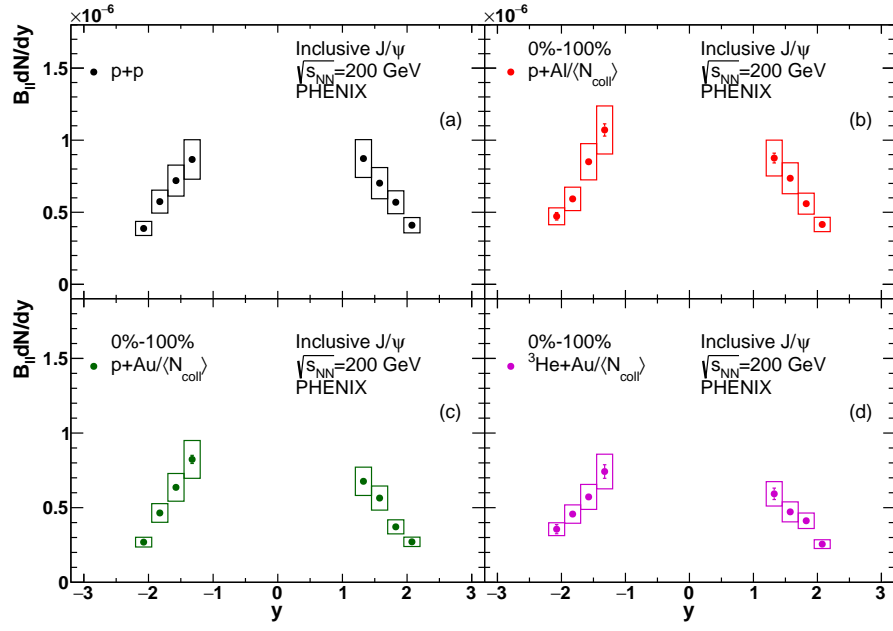 ×10⁻⁶
×10⁻⁶
B_ll dN/dy
1.5
1
0.5
0
p+p
Inclusive J/ψ
√s_NN=200 GeV
PHENIX
(a)
0%-100%
p+Al/⟨N_coll⟩
Inclusive J/ψ
√s_NN=200 GeV
PHENIX
(b)
B_ll dN/dy
1.5
1
0.5
0
0%-100%
p+Au/⟨N_coll⟩
Inclusive J/ψ
√s_NN=200 GeV
PHENIX
(c)
0%-100%
³He+Au/⟨N_coll⟩
Inclusive J/ψ
√s_NN=200 GeV
PHENIX
(d)
−3 −2 −1 0 1 2 3
y
−3 −2 −1 0 1 2 3
y